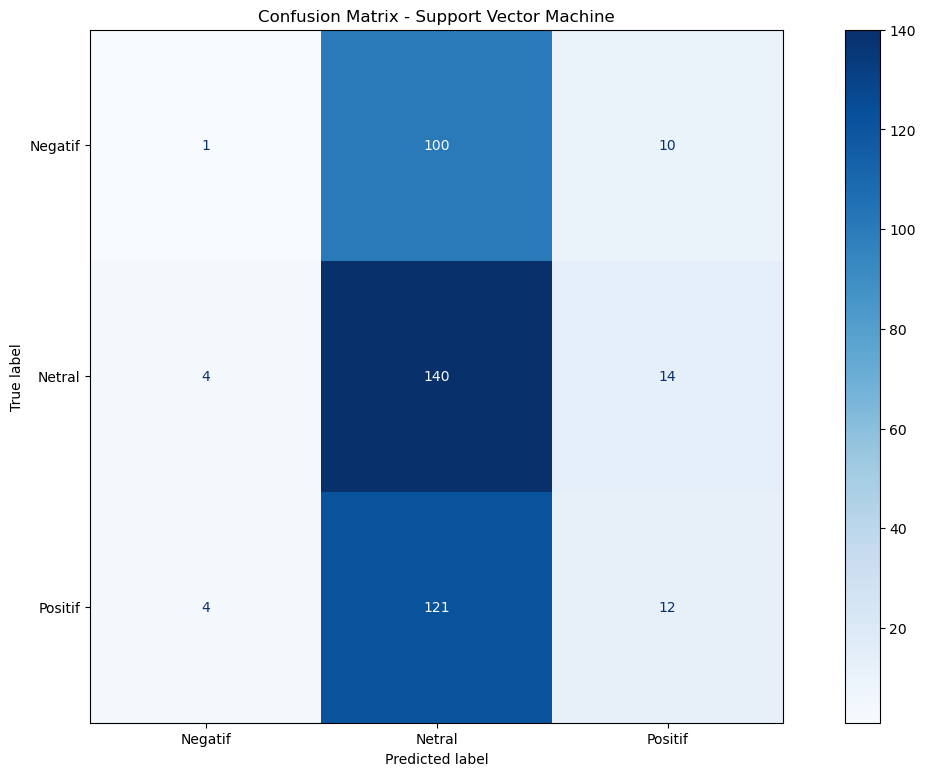 Confusion Matrix - Support Vector Machine
True label
Negatif
1
100
10
Netral
4
140
14
Positif
4
121
12
Negatif
Netral
Positif
Predicted label
140
120
100
80
60
40
20